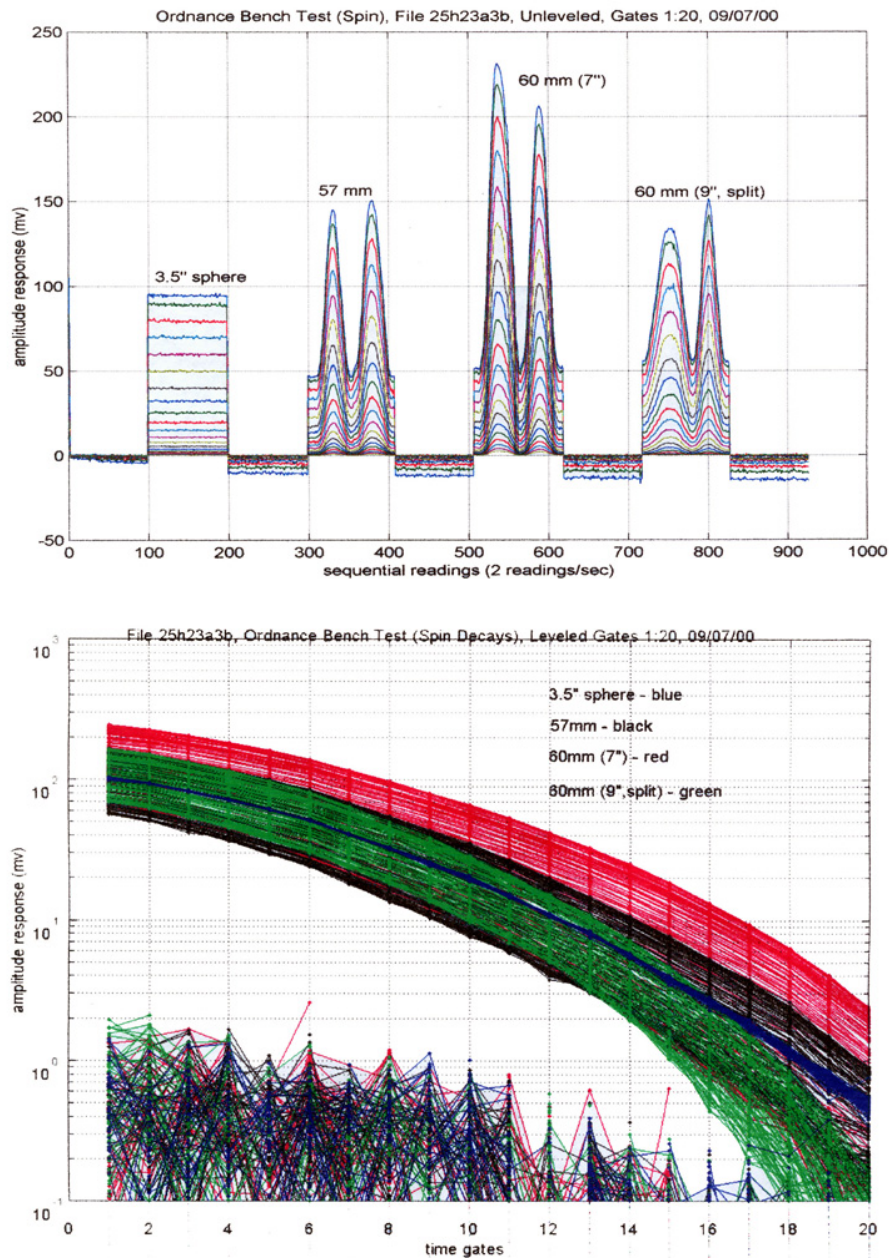 Ordnance Bench Test (Spin), File 25h23a3b, Unleveled, Gates 1:20, 09/07/00
250
200
150
100
50
0
-50
amplitude response (mv)
3.5" sphere
57 mm
60 mm (7")
60 mm (9", split)
0 100 200 300 400 500 600 700 800 900 1000
sequential readings (2 readings/sec)
File 25h23a3b, Ordnance Bench Test (Spin Decays), Leveled Gates 1:20, 09/07/00
10^3
10^2
10^1
10^0
10^-1
amplitude response (mv)
3.5" sphere - blue
57mm - black
60mm (7") - red
60mm (9",split) - green
0 2 4 6 8 10 12 14 16 18 20
time gates